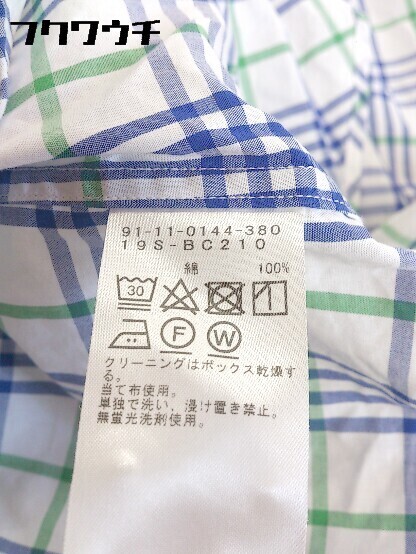 フクワウチ
91-11-0144-380
19S-BC210
綿 100%
30
F W
クリーニングはボックス乾燥す
る。
当て布使用。
単独で洗い、浸け置き禁止。
無蛍光洗剤使用。